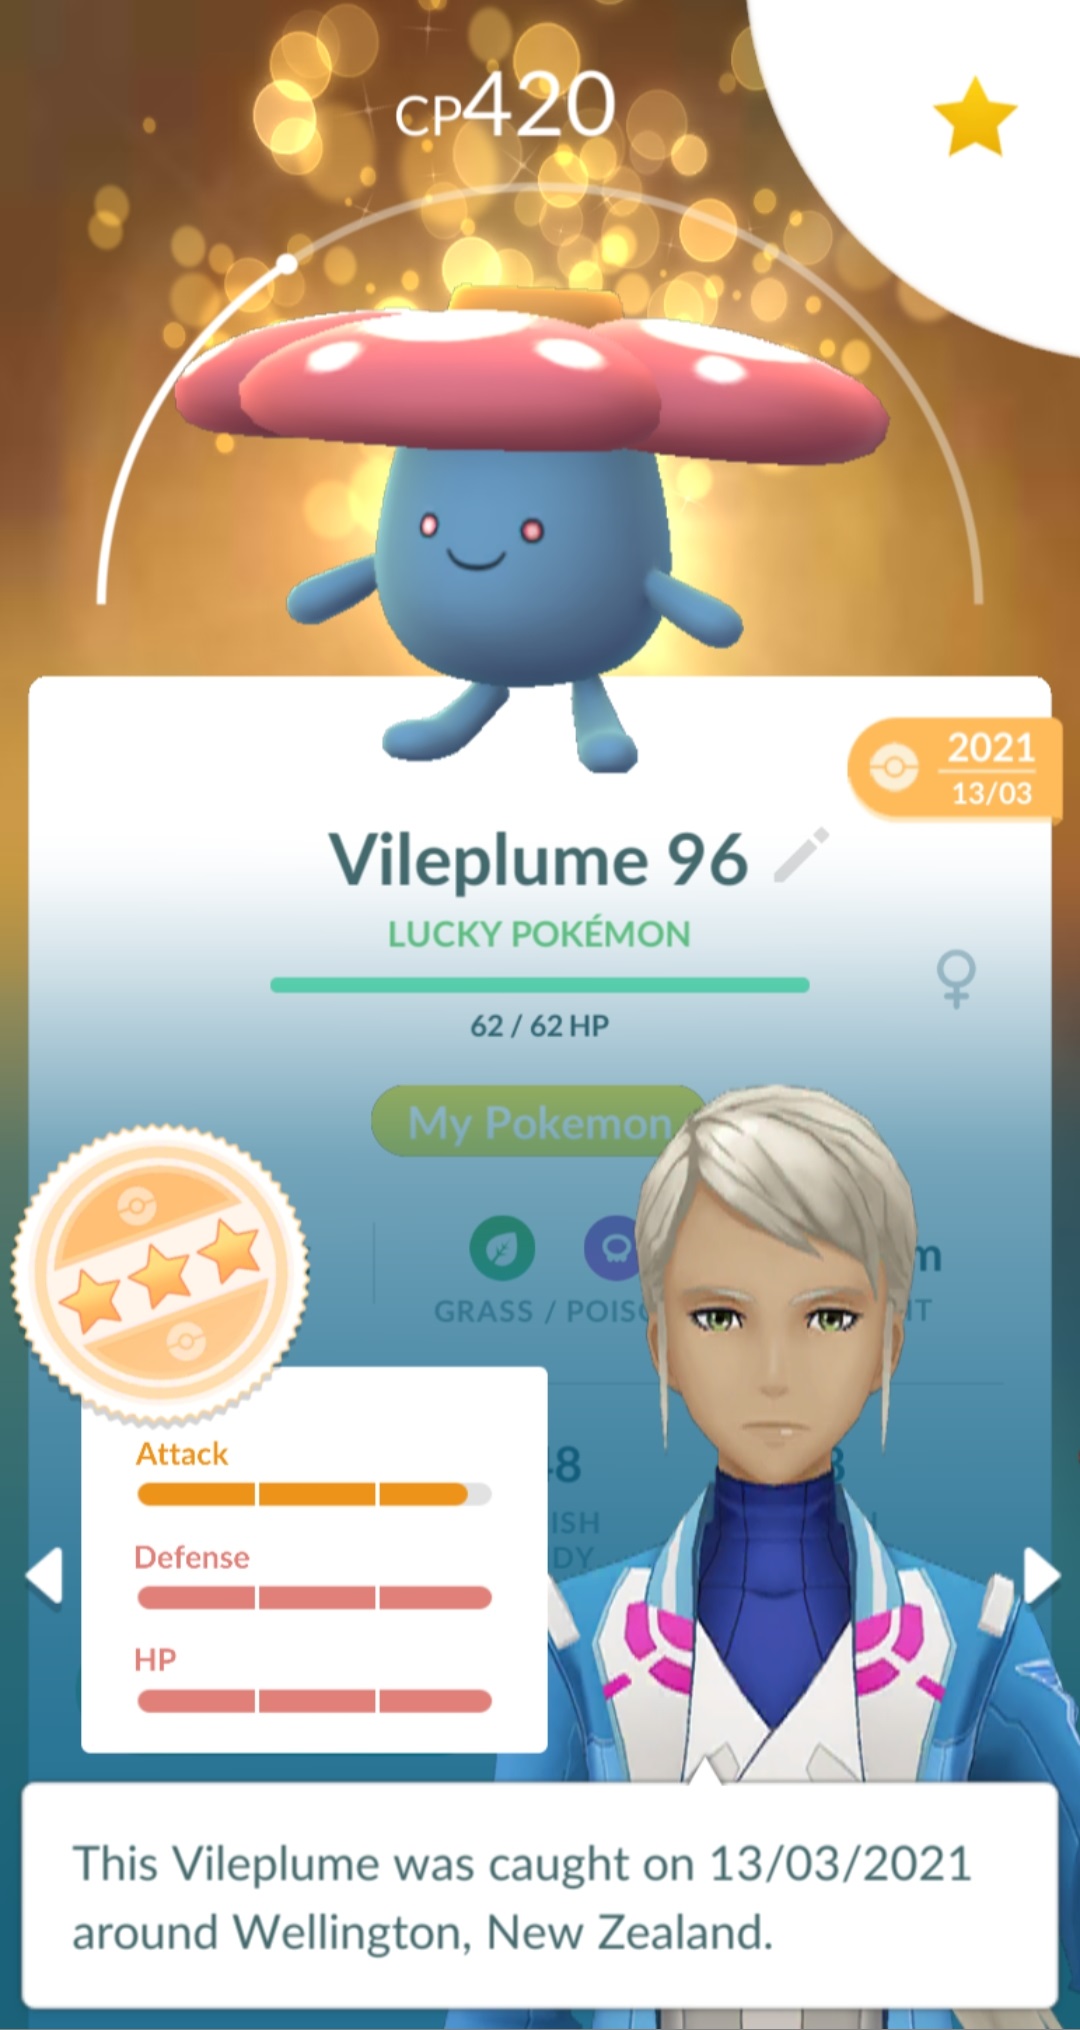 CP420
2021
13/03
Vileplume 96
LUCKY POKÉMON
62 / 62 HP
My Pokemon
GRASS /
Attack
Defense
HP
This Vileplume was caught on 13/03/2021
around Wellington, New Zealand.